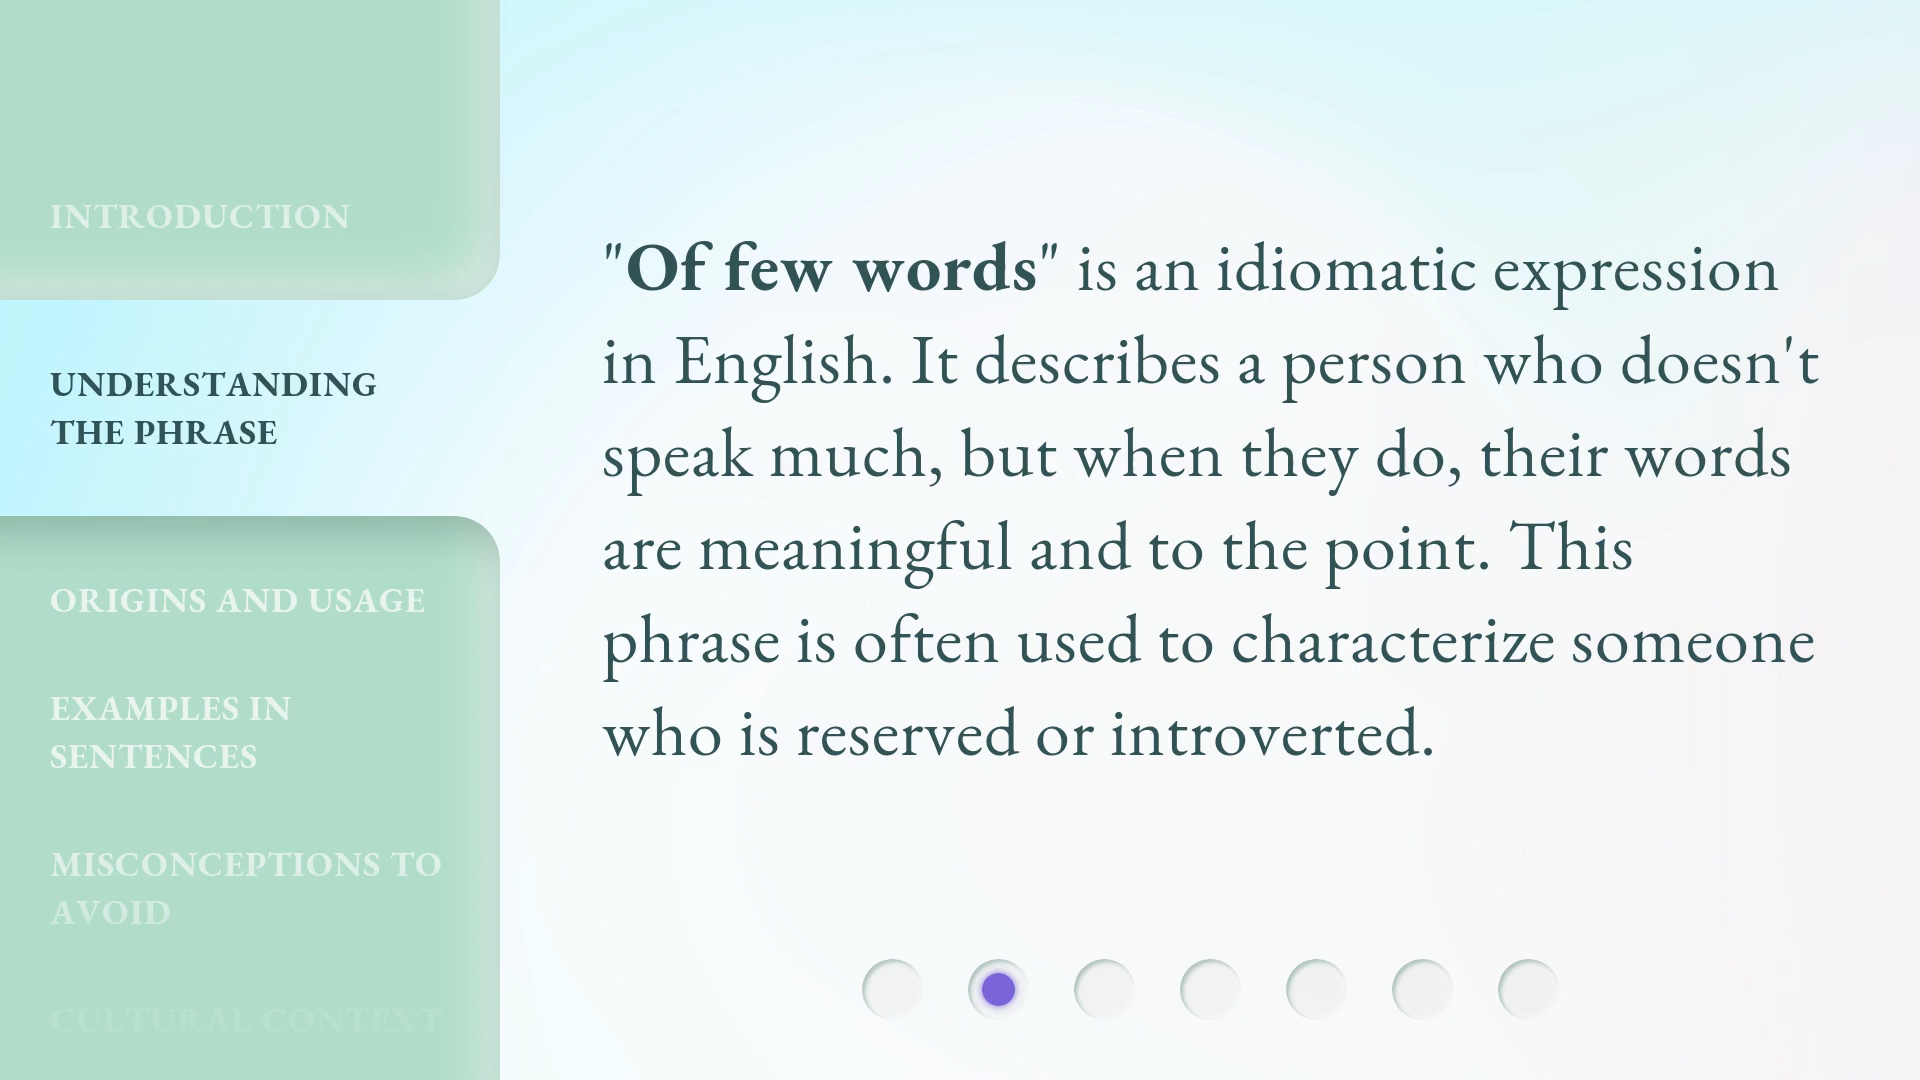 INTRODUCTION
UNDERSTANDING
THE PHRASE
ORIGINS AND USAGE
EXAMPLES IN
SENTENCES
MISCONCEPTIONS TO
AVOID
CULTURAL CONTEXT
"Of few words" is an idiomatic expression
in English. It describes a person who doesn't
speak much, but when they do, their words
are meaningful and to the point. This
phrase is often used to characterize someone
who is reserved or introverted.